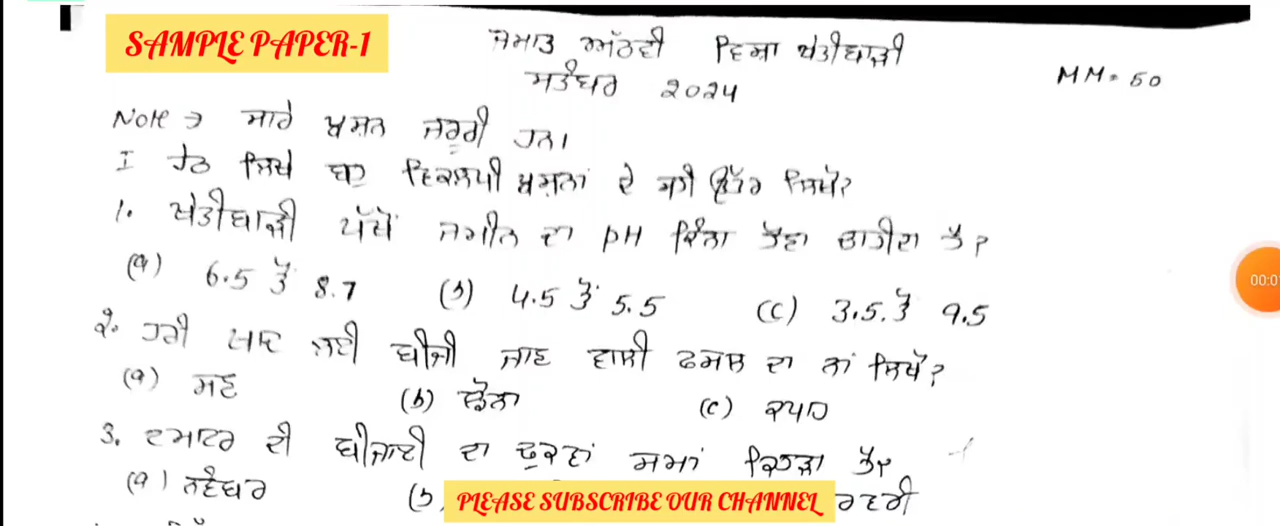 SAMPLE PAPER-1
ਜਮਾਤ ਅੱਠਵੀ ਵਿਸ਼ਾ ਖੇਤੀਬਾੜੀ
ਸਤੰਬਰ 2024
MM= 50
Note → ਸਾਰੇ ਪ੍ਰਸ਼ਨ ਜਰੂਰੀ ਹਨ।
I ਹੇਠ ਲਿਖੇ ਬਹੁ ਵਿਕਲਪੀ ਪ੍ਰਸ਼ਨਾਂ ਦੇ ਸਹੀ ਉੱਤਰ ਲਿਖੋ?
1. ਖੇਤੀਬਾੜੀ ਪੱਖੋਂ ਜਮੀਨ ਦਾ pH ਕਿੰਨਾ ਹੋਣਾ ਚਾਹੀਦਾ ਹੈ?
(a) 6.5 ਤੋਂ 8.7 (b) 4.5 ਤੋਂ 5.5 (c) 3.5 ਤੋਂ 9.5
2. ਹਰੀ ਖਾਦ ਲਈ ਬੀਜੀ ਜਾਣ ਵਾਲੀ ਫਸਲ ਦਾ ਨਾਂ ਲਿਖੋ?
(a) ਸਣ (b) ਝੋਨਾ (c) ਕਪਾਹ
3. ਟਮਾਟਰ ਦੀ ਬੀਜਾਈ ਦਾ ਢੁਕਵਾਂ ਸਮਾਂ ਕਿਹੜਾ ਹੈ?
(a) ਨਵੰਬਰ (b)
PLEASE SUBSCRIBE OUR CHANNEL